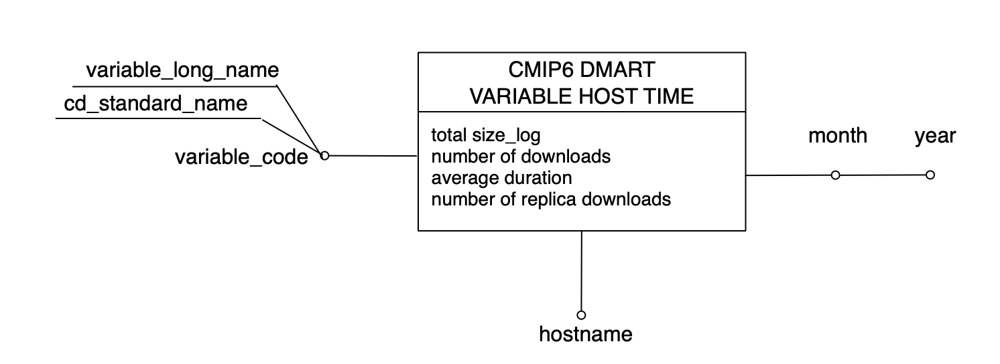 variable_long_name
cd_standard_name
variable_code
CMIP6 DMART
VARIABLE HOST TIME
total size_log
number of downloads
average duration
number of replica downloads
month
year
hostname